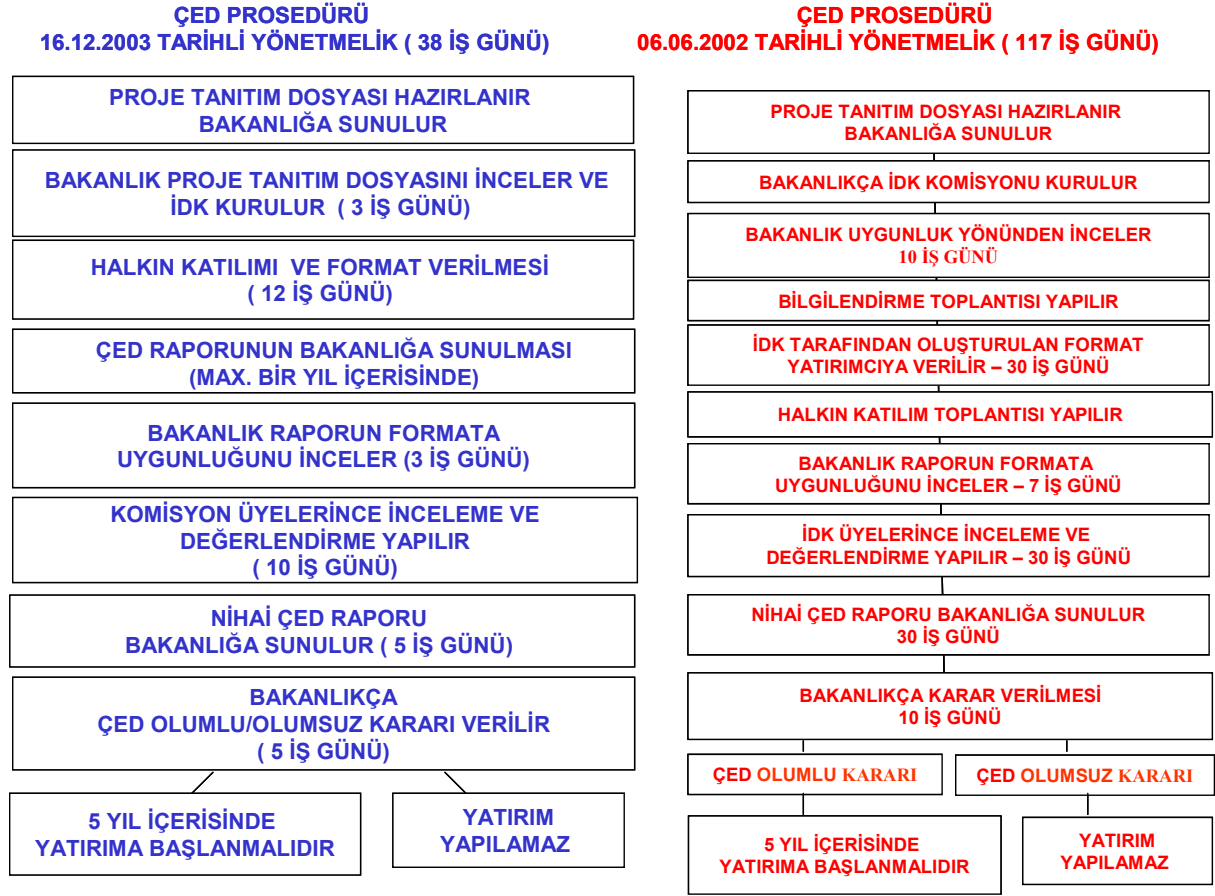 ÇED PROSEDÜRÜ
16.12.2003 TARİHLİ YÖNETMELİK ( 38 İŞ GÜNÜ)
PROJE TANITIM DOSYASI HAZIRLANIR
BAKANLIĞA SUNULUR
BAKANLIK PROJE TANITIM DOSYASINI İNCELER VE
İDK KURULUR ( 3 İŞ GÜNÜ)
HALKIN KATILIMI VE FORMAT VERİLMESİ
( 12 İŞ GÜNÜ)
ÇED RAPORUNUN BAKANLIĞA SUNULMASI
(MAX. BİR YIL İÇERİSİNDE)
BAKANLIK RAPORUN FORMATA
UYGUNLUĞUNU İNCELER (3 İŞ GÜNÜ)
KOMİSYON ÜYELERİNCE İNCELEME VE
DEĞERLENDİRME YAPILIR
( 10 İŞ GÜNÜ)
NİHAİ ÇED RAPORU
BAKANLIĞA SUNULUR ( 5 İŞ GÜNÜ)
BAKANLIKÇA
ÇED OLUMLU/OLUMSUZ KARARI VERİLİR
( 5 İŞ GÜNÜ)
5 YIL İÇERİSİNDE
YATIRIMA BAŞLANMALIDIR
YATIRIM
YAPILAMAZ
ÇED PROSEDÜRÜ
06.06.2002 TARİHLİ YÖNETMELİK ( 117 İŞ GÜNÜ)
PROJE TANITIM DOSYASI HAZIRLANIR
BAKANLIĞA SUNULUR
BAKANLIKÇA İDK KOMİSYONU KURULUR
BAKANLIK UYGUNLUK YÖNÜNDEN İNCELER
10 İŞ GÜNÜ
BİLGİLENDİRME TOPLANTISI YAPILIR
İDK TARAFINDAN OLUŞTURULAN FORMAT
YATIRIMCIYA VERİLİR – 30 İŞ GÜNÜ
HALKIN KATILIM TOPLANTISI YAPILIR
BAKANLIK RAPORUN FORMATA
UYGUNLUĞUNU İNCELER – 7 İŞ GÜNÜ
İDK ÜYELERİNCE İNCELEME VE
DEĞERLENDİRME YAPILIR – 30 İŞ GÜNÜ
NİHAİ ÇED RAPORU BAKANLIĞA SUNULUR
30 İŞ GÜNÜ
BAKANLIKÇA KARAR VERİLMESİ
10 İŞ GÜNÜ
ÇED OLUMLU KARARI
ÇED OLUMSUZ KARARI
5 YIL İÇERİSİNDE
YATIRIMA BAŞLANMALIDIR
YATIRIM
YAPILAMAZ